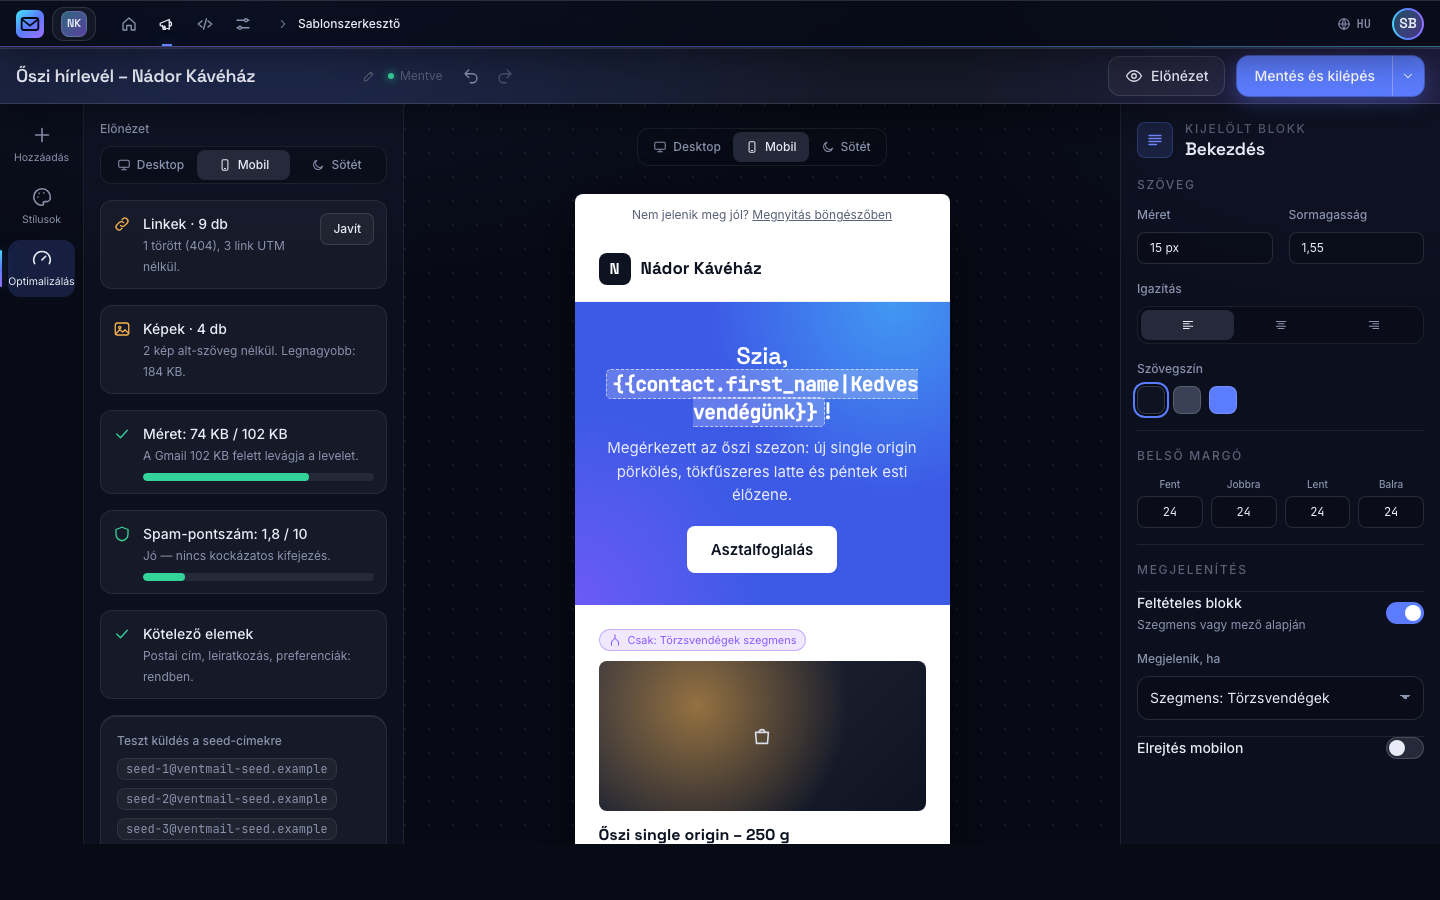 NK
Sablonszerkesztő
HU
SB
Őszi hírlevél – Nádor Kávéház
Mentve
Előnézet
Mentés és kilépés
Hozzáadás
Stílusok
Optimalizálás
Előnézet
Desktop
Mobil
Sötét
Linkek · 9 db
1 törött (404), 3 link UTM
nélkül.
Javít
Képek · 4 db
2 kép alt-szöveg nélkül. Legnagyobb:
184 KB.
Méret: 74 KB / 102 KB
A Gmail 102 KB felett levágja a levelet.
Spam-pontszám: 1,8 / 10
Jó — nincs kockázatos kifejezés.
Kötelező elemek
Postai cím, leiratkozás, preferenciák:
rendben.
Teszt küldés a seed-címekre
seed-1@ventmail-seed.example
seed-2@ventmail-seed.example
seed-3@ventmail-seed.example
Desktop
Mobil
Sötét
Nem jelenik meg jól? Megnyitás böngészőben
N
Nádor Kávéház
Szia,
{{contact.first_name|Kedves
vendégünk}} !
Megérkezett az őszi szezon: új single origin
pörkölés, tökfűszeres latte és péntek esti
élőzene.
Asztalfoglalás
Csak: Törzsvendégek szegmens
Őszi single origin – 250 g
KIJELÖLT BLOKK
Bekezdés
SZÖVEG
Méret
Sormagasság
15 px
1,55
Igazítás
Szövegszín
BELSŐ MARGÓ
Fent
Jobbra
Lent
Balra
24
24
24
24
MEGJELENÍTÉS
Feltételes blokk
Szegmens vagy mező alapján
Megjelenik, ha
Szegmens: Törzsvendégek
Elrejtés mobilon